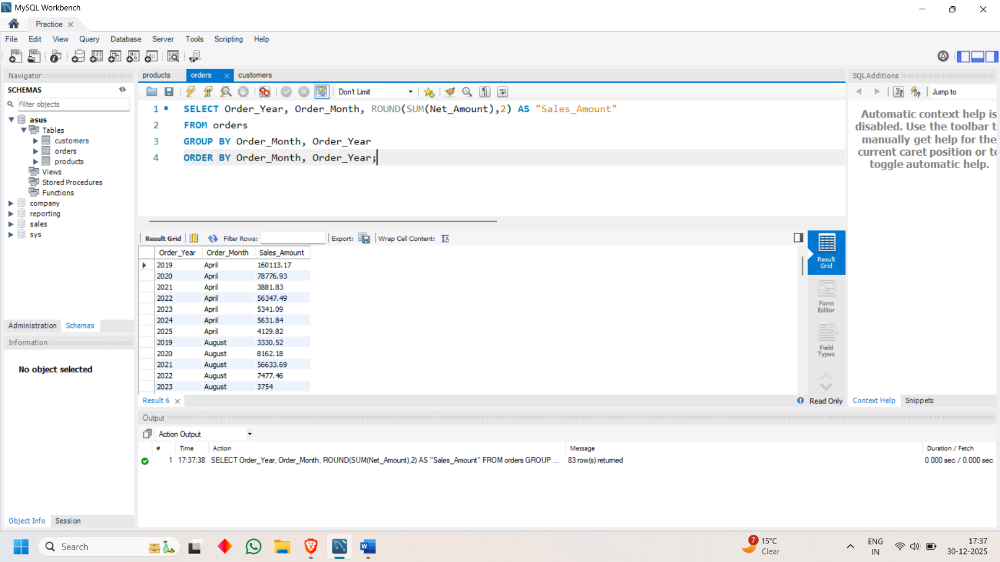 MySQL Workbench
Practice
File Edit View Query Database Server Tools Scripting Help
Navigator
SCHEMAS
Filter objects
asus
Tables
customers
orders
products
Views
Stored Procedures
Functions
company
reporting
sales
sys
Administration Schemas
Information
No object selected
Object Info Session
products orders customers
Don't Limit
1 SELECT Order_Year, Order_Month, ROUND(SUM(Net_Amount),2) AS "Sales_Amount"
2 FROM orders
3 GROUP BY Order_Month, Order_Year
4 ORDER BY Order_Month, Order_Year;
Result Grid Filter Rows: Export: Wrap Cell Content:
Order_Year Order_Month Sales_Amount
2019 April 160113.17
2020 April 78776.93
2021 April 3881.83
2022 April 56347.49
2023 April 5341.09
2024 April 5631.84
2025 April 4129.82
2019 August 3330.52
2020 August 8162.18
2021 August 56633.69
2022 August 7477.46
2023 August 3754
Result Grid
Form Editor
Field Types
Result 6
Read Only
SQLAdditions
Jump to
Automatic context help is
disabled. Use the toolbar t
manually get help for the
current caret position or to
toggle automatic help.
Context Help Snippets
Output
Action Output
# Time Action Message Duration / Fetch
1 17:37:38 SELECT Order_Year, Order_Month, ROUND(SUM(Net_Amount),2) AS "Sales_Amount" FROM orders GROUP ... 83 row(s) returned 0.000 sec / 0.000 sec
Search
7
15°C
Clear
ENG
IN
17:37
30-12-2025